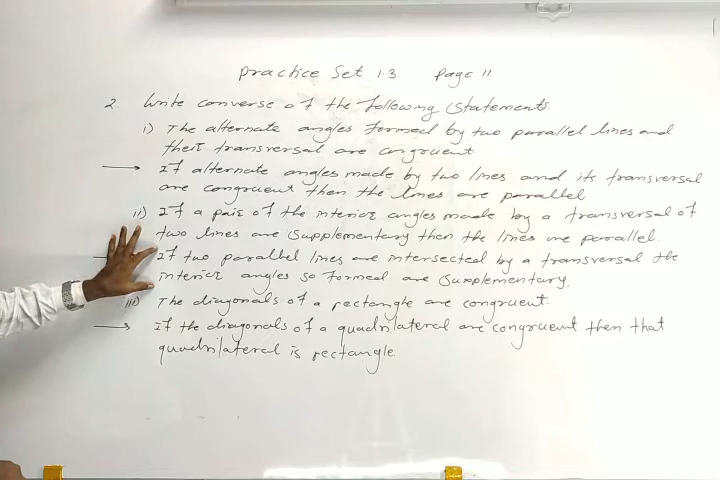 Practice Set 1.3 Page 11
2. Write converse of the following statements.
i) The alternate angles formed by two parallel lines and
their transversal are congruent
→ If alternate angles made by two lines and its transversal
are congruent then the lines are parallel
ii) If a pair of the interior angles made by a transversal of
two lines are supplementary then the lines are parallel.
If two parallel lines are intersected by a transversal the
interior angles so formed are supplementary.
iii) The diagonals of a rectangle are congruent.
→ If the diagonals of a quadrilateral are congruent then that
quadrilateral is rectangle.